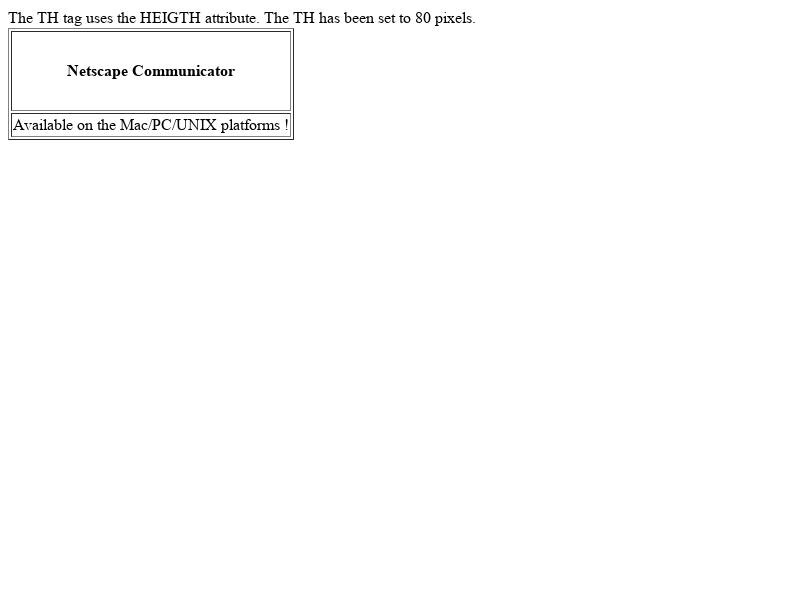 The TH tag uses the HEIGTH attribute. The TH has been set to 80 pixels.
Netscape Communicator
Available on the Mac/PC/UNIX platforms !